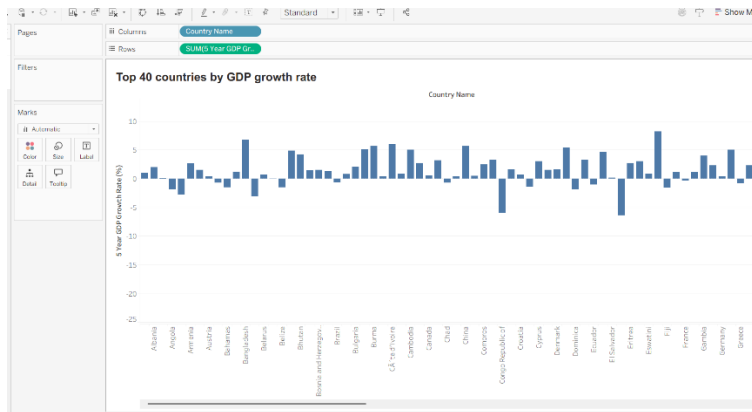 Standard
Show M
Pages
Columns
Country Name
Rows
SUM(5 Year GDP Gr..
Filters
Marks
Automatic
Color
Size
Label
Detail
Tooltip
Top 40 countries by GDP growth rate
Country Name
5 Year GDP Growth Rate (%)
10
5
0
-5
-10
-15
-20
-25
Albania
Angola
Armenia
Austria
Bahamas
Bangladesh
Belarus
Belize
Bhutan
Bosnia and Herzegov..
Brazil
Bulgaria
Burma
CÃ´te d'Ivoire
Cambodia
Canada
Chad
China
Comoros
Congo Republic of
Croatia
Cyprus
Denmark
Dominica
Ecuador
El Salvador
Eritrea
Eswatini
Fiji
France
Gambia
Germany
Greece